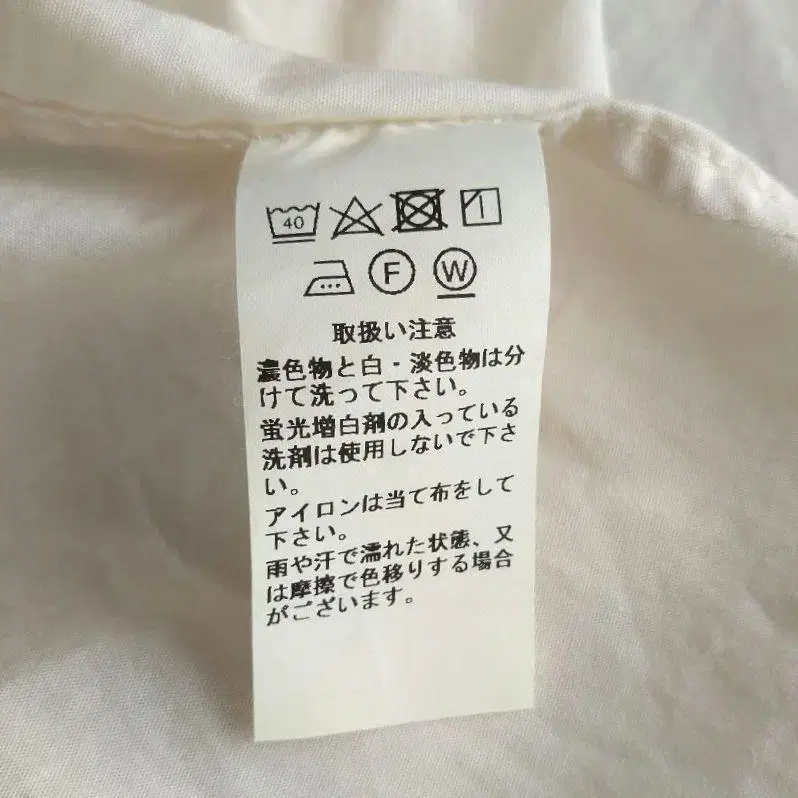 40
F W
取扱い注意
濃色物と白・淡色物は分
けて洗って下さい。
蛍光増白剤の入っている
洗剤は使用しないで下さ
い。
アイロンは当て布をして
下さい。
雨や汗で濡れた状態、又
は摩擦で色移りする場合
がございます。